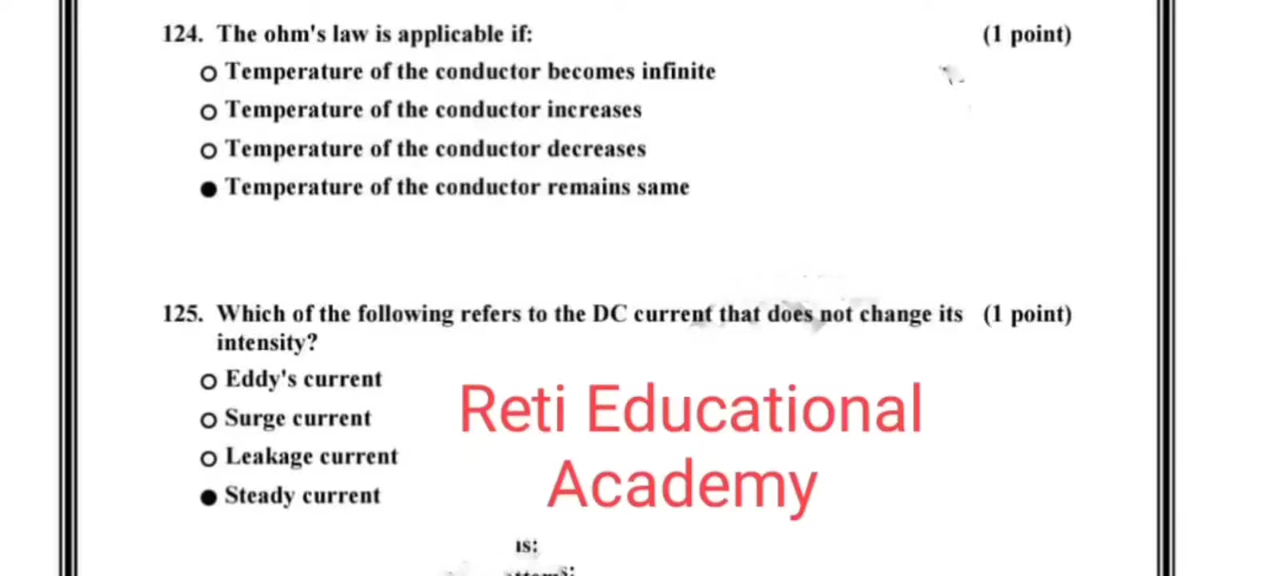 124. The ohm's law is applicable if: (1 point)
Temperature of the conductor becomes infinite
Temperature of the conductor increases
Temperature of the conductor decreases
Temperature of the conductor remains same
125. Which of the following refers to the DC current that does not change its (1 point)
intensity?
Eddy's current
Surge current
Leakage current
Steady current
Reti Educational
Academy
is: